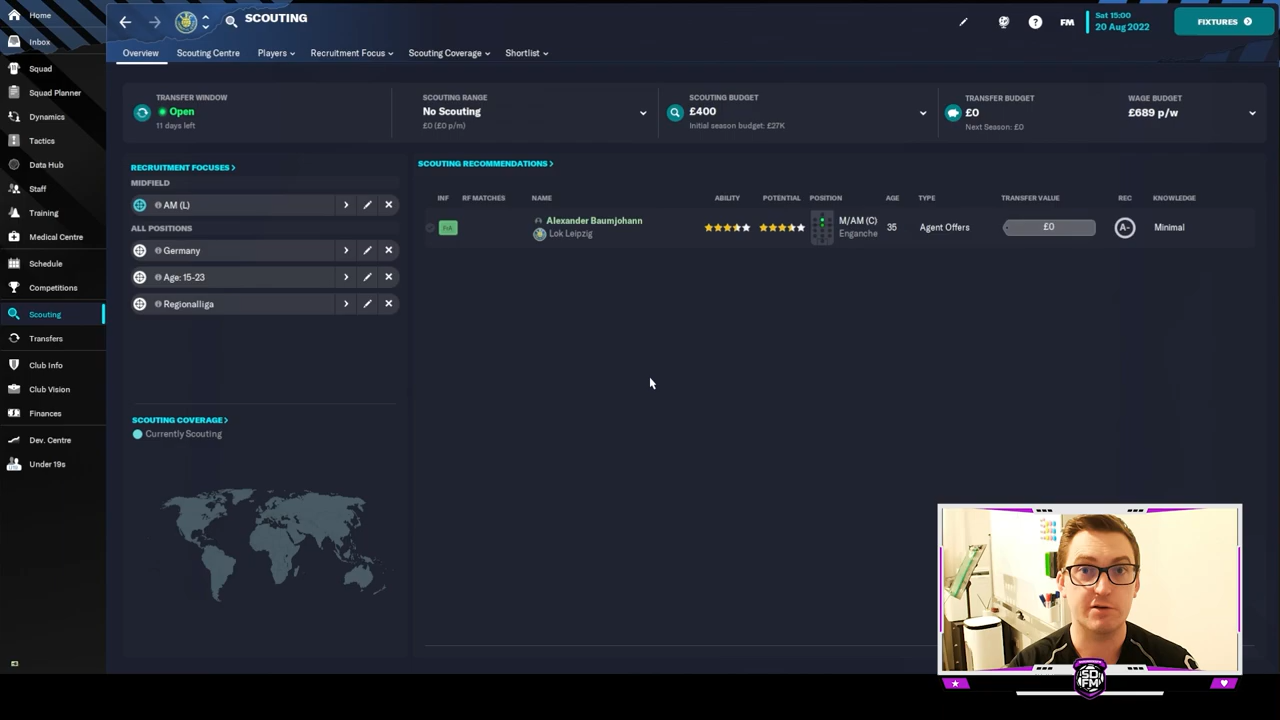 Home
Inbox
Squad
Squad Planner
Dynamics
Tactics
Data Hub
Staff
Training
Medical Centre
Schedule
Competitions
Scouting
Transfers
Club Info
Club Vision
Finances
Dev. Centre
Under 19s
SCOUTING
FM
Sat 15:00
20 Aug 2022
FIXTURES
Overview
Scouting Centre
Players
Recruitment Focus
Scouting Coverage
Shortlist
TRANSFER WINDOW
Open
11 days left
SCOUTING RANGE
No Scouting
£0 (£0 p/m)
SCOUTING BUDGET
£400
Initial season budget: £27K
TRANSFER BUDGET
£0
Next Season: £0
WAGE BUDGET
£689 p/w
RECRUITMENT FOCUSES
MIDFIELD
AM (L)
ALL POSITIONS
Germany
Age: 15-23
Regionalliga
SCOUTING COVERAGE
Currently Scouting
SCOUTING RECOMMENDATIONS
INF RF MATCHES NAME ABILITY POTENTIAL POSITION AGE TYPE TRANSFER VALUE REC KNOWLEDGE
Alexander Baumjohann
Lok Leipzig
M/AM (C)
Enganche
35 Agent Offers £0 A- Minimal
SD
FM